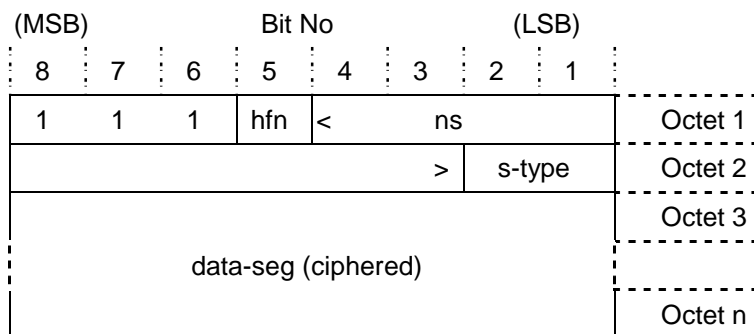 (MSB) Bit No (LSB)
8 7 6 5 4 3 2 1
1 1 1 hfn < ns Octet 1
> s-type Octet 2
Octet 3
data-seg (ciphered)
Octet n